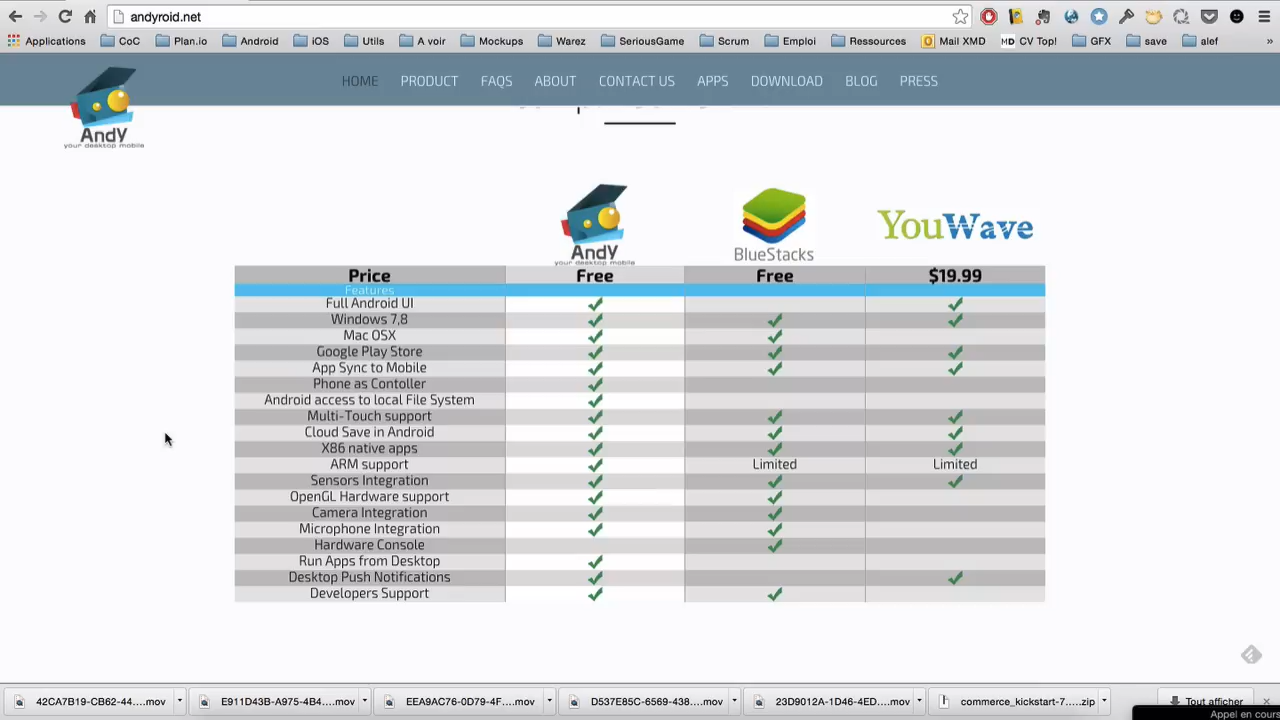 andyroid.net
Applications CoC Plan.io Android iOS Utils A voir Mockups Warez SeriousGame Scrum Emploi Ressources Mail XMD MD CV Top! GFX save alef »
HOME PRODUCT FAQS ABOUT CONTACT US APPS DOWNLOAD BLOG PRESS
AndY
your desktop mobile
AndY
your desktop mobile
BlueStacks
YouWave
Price Free Free $19.99
Features
Full Android UI
Windows 7,8
Mac OSX
Google Play Store
App Sync to Mobile
Phone as Contoller
Android access to local File System
Multi-Touch support
Cloud Save in Android
X86 native apps
ARM support Limited Limited
Sensors Integration
OpenGL Hardware support
Camera Integration
Microphone Integration
Hardware Console
Run Apps from Desktop
Desktop Push Notifications
Developers Support
42CA7B19-CB62-44....mov E911D43B-A975-4B4....mov EEA9AC76-0D79-4F....mov D537E85C-6569-438....mov 23D9012A-1D46-4ED....mov commerce_kickstart-7.....zip Tout afficher
Appel en cours